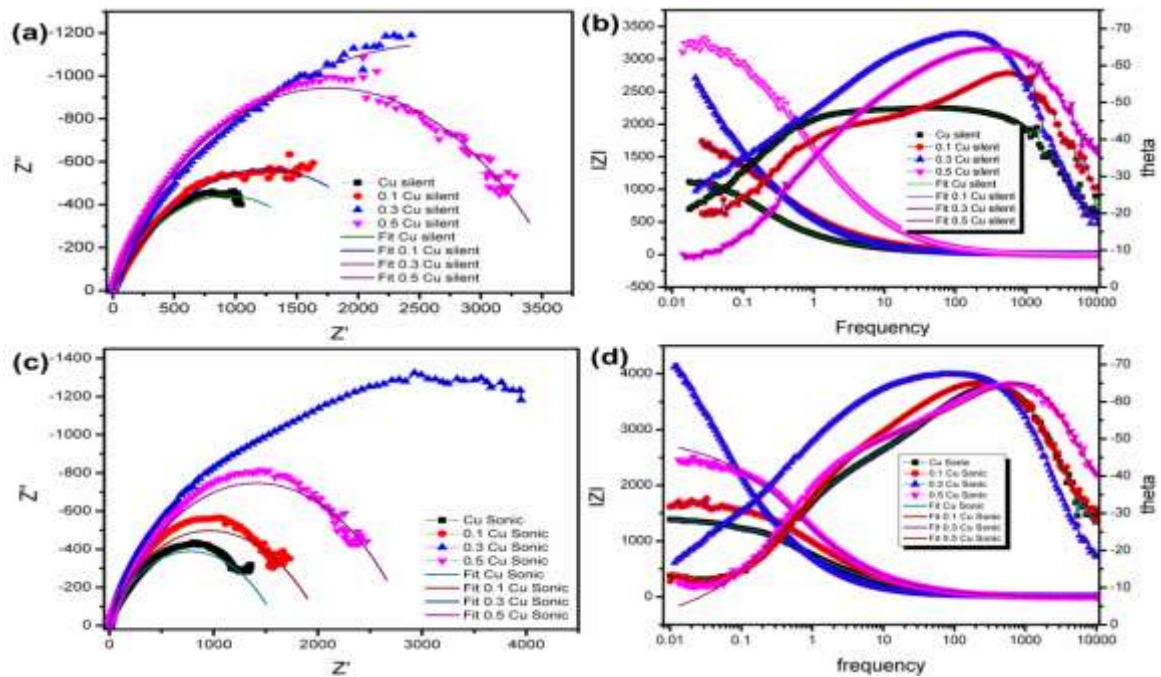 (a)
-1200
-1000
-800
-600
-400
-200
0
Z"
0 500 1000 1500 2000 2500 3000 3500
Z'
Cu silent
0.1 Cu silent
0.3 Cu silent
0.5 Cu silent
Fit Cu silent
Fit 0.1 Cu silent
Fit 0.3 Cu silent
Fit 0.5 Cu silent
(b)
3500
3000
2500
2000
1500
1000
500
0
-500
IZI
0.01 0.1 1 10 100 1000 10000
Frequency
-70
-60
-50
-40
-30
-20
-10
0
theta
Cu silent
0.1 Cu silent
0.3 Cu silent
0.5 Cu silent
Fit Cu silent
Fit 0.1 Cu silent
Fit 0.3 Cu silent
Fit 0.5 Cu silent
(c)
-1400
-1200
-1000
-800
-600
-400
-200
0
Z"
0 1000 2000 3000 4000
Z'
Cu Sonic
0.1 Cu Sonic
0.3 Cu Sonic
0.5 Cu Sonic
Fit Cu Sonic
Fit 0.1 Cu Sonic
Fit 0.3 Cu Sonic
Fit 0.5 Cu Sonic
(d)
4000
3000
2000
1000
0
IZI
0.01 0.1 1 10 100 1000 10000
frequency
-70
-60
-50
-40
-30
-20
-10
theta
Cu Sonic
0.1 Cu Sonic
0.3 Cu Sonic
0.5 Cu Sonic
Fit Cu Sonic
Fit 0.1 Cu Sonic
Fit 0.3 Cu Sonic
Fit 0.5 Cu Sonic